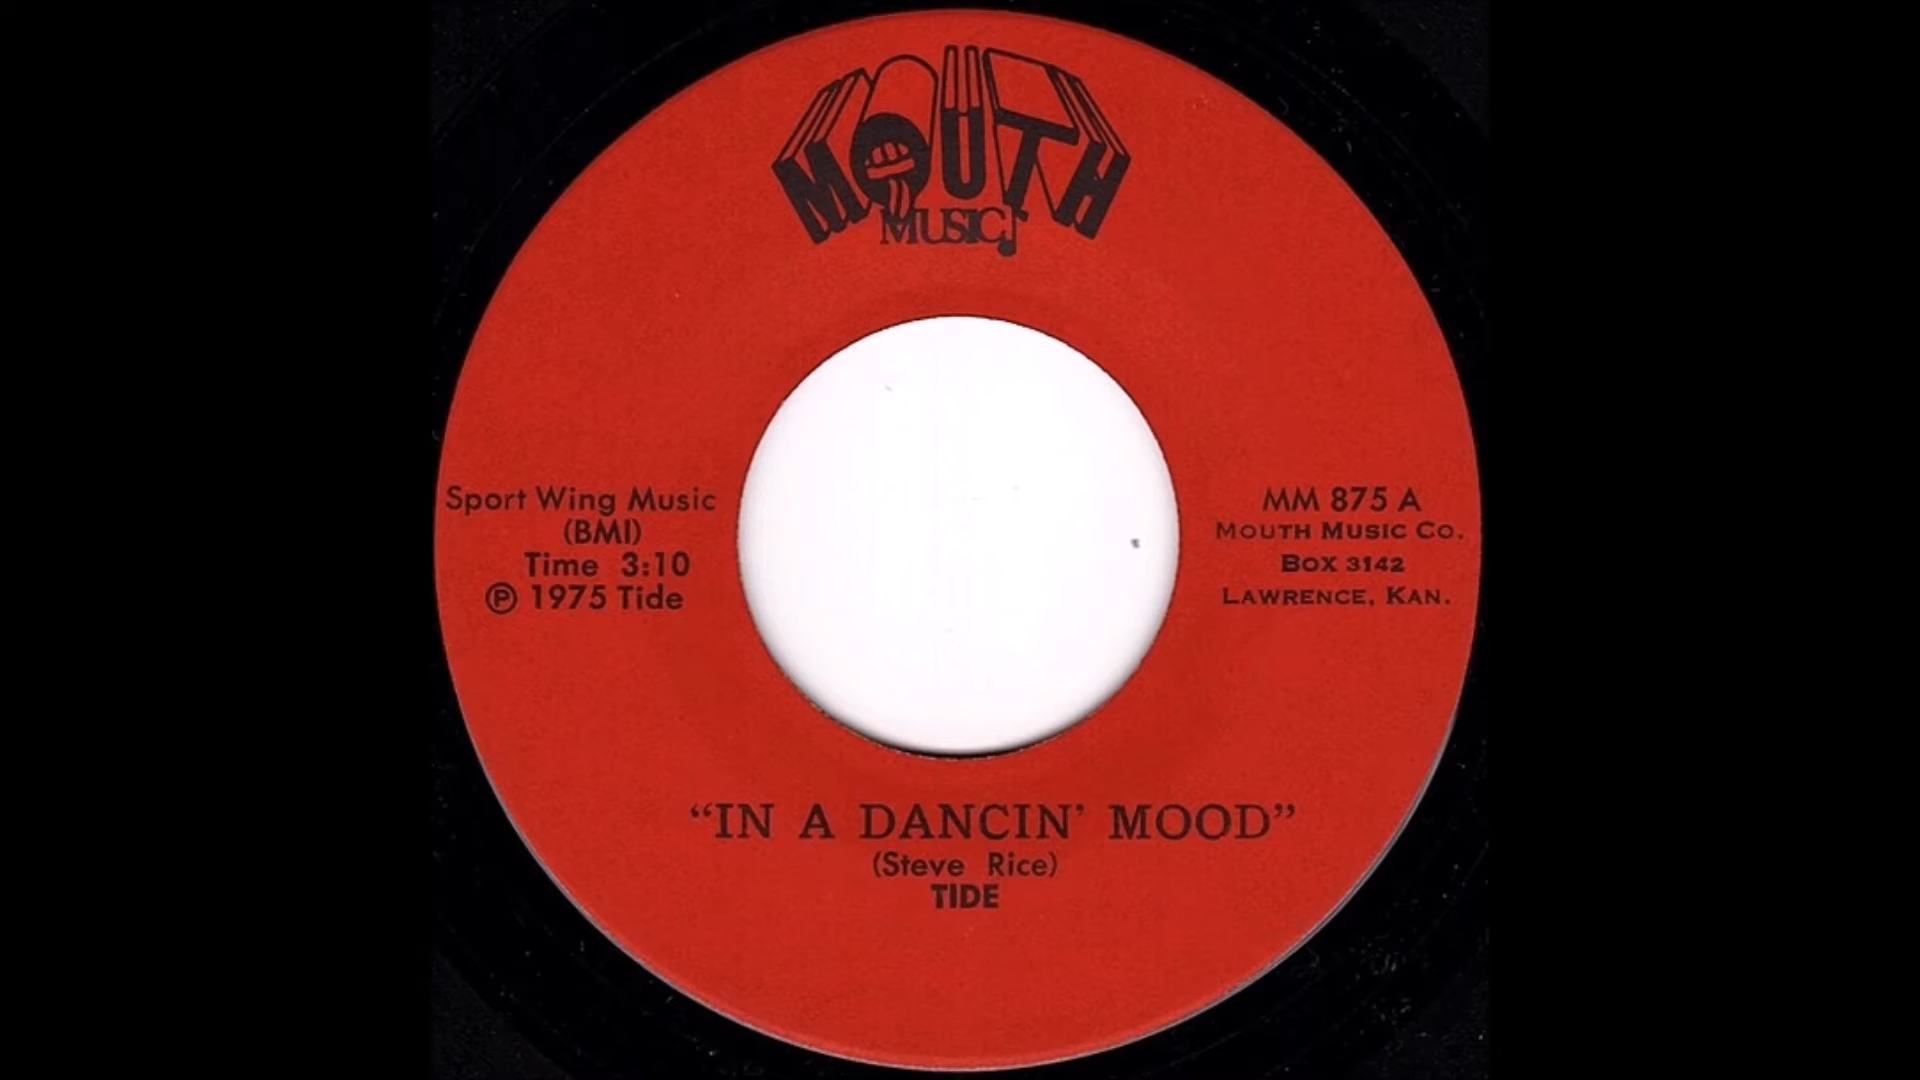 MOUTH
MUSIC
Sport Wing Music
(BMI)
Time 3:10
℗ 1975 Tide
MM 875 A
MOUTH MUSIC CO.
BOX 3142
LAWRENCE, KAN.
“IN A DANCIN’ MOOD”
(Steve Rice)
TIDE